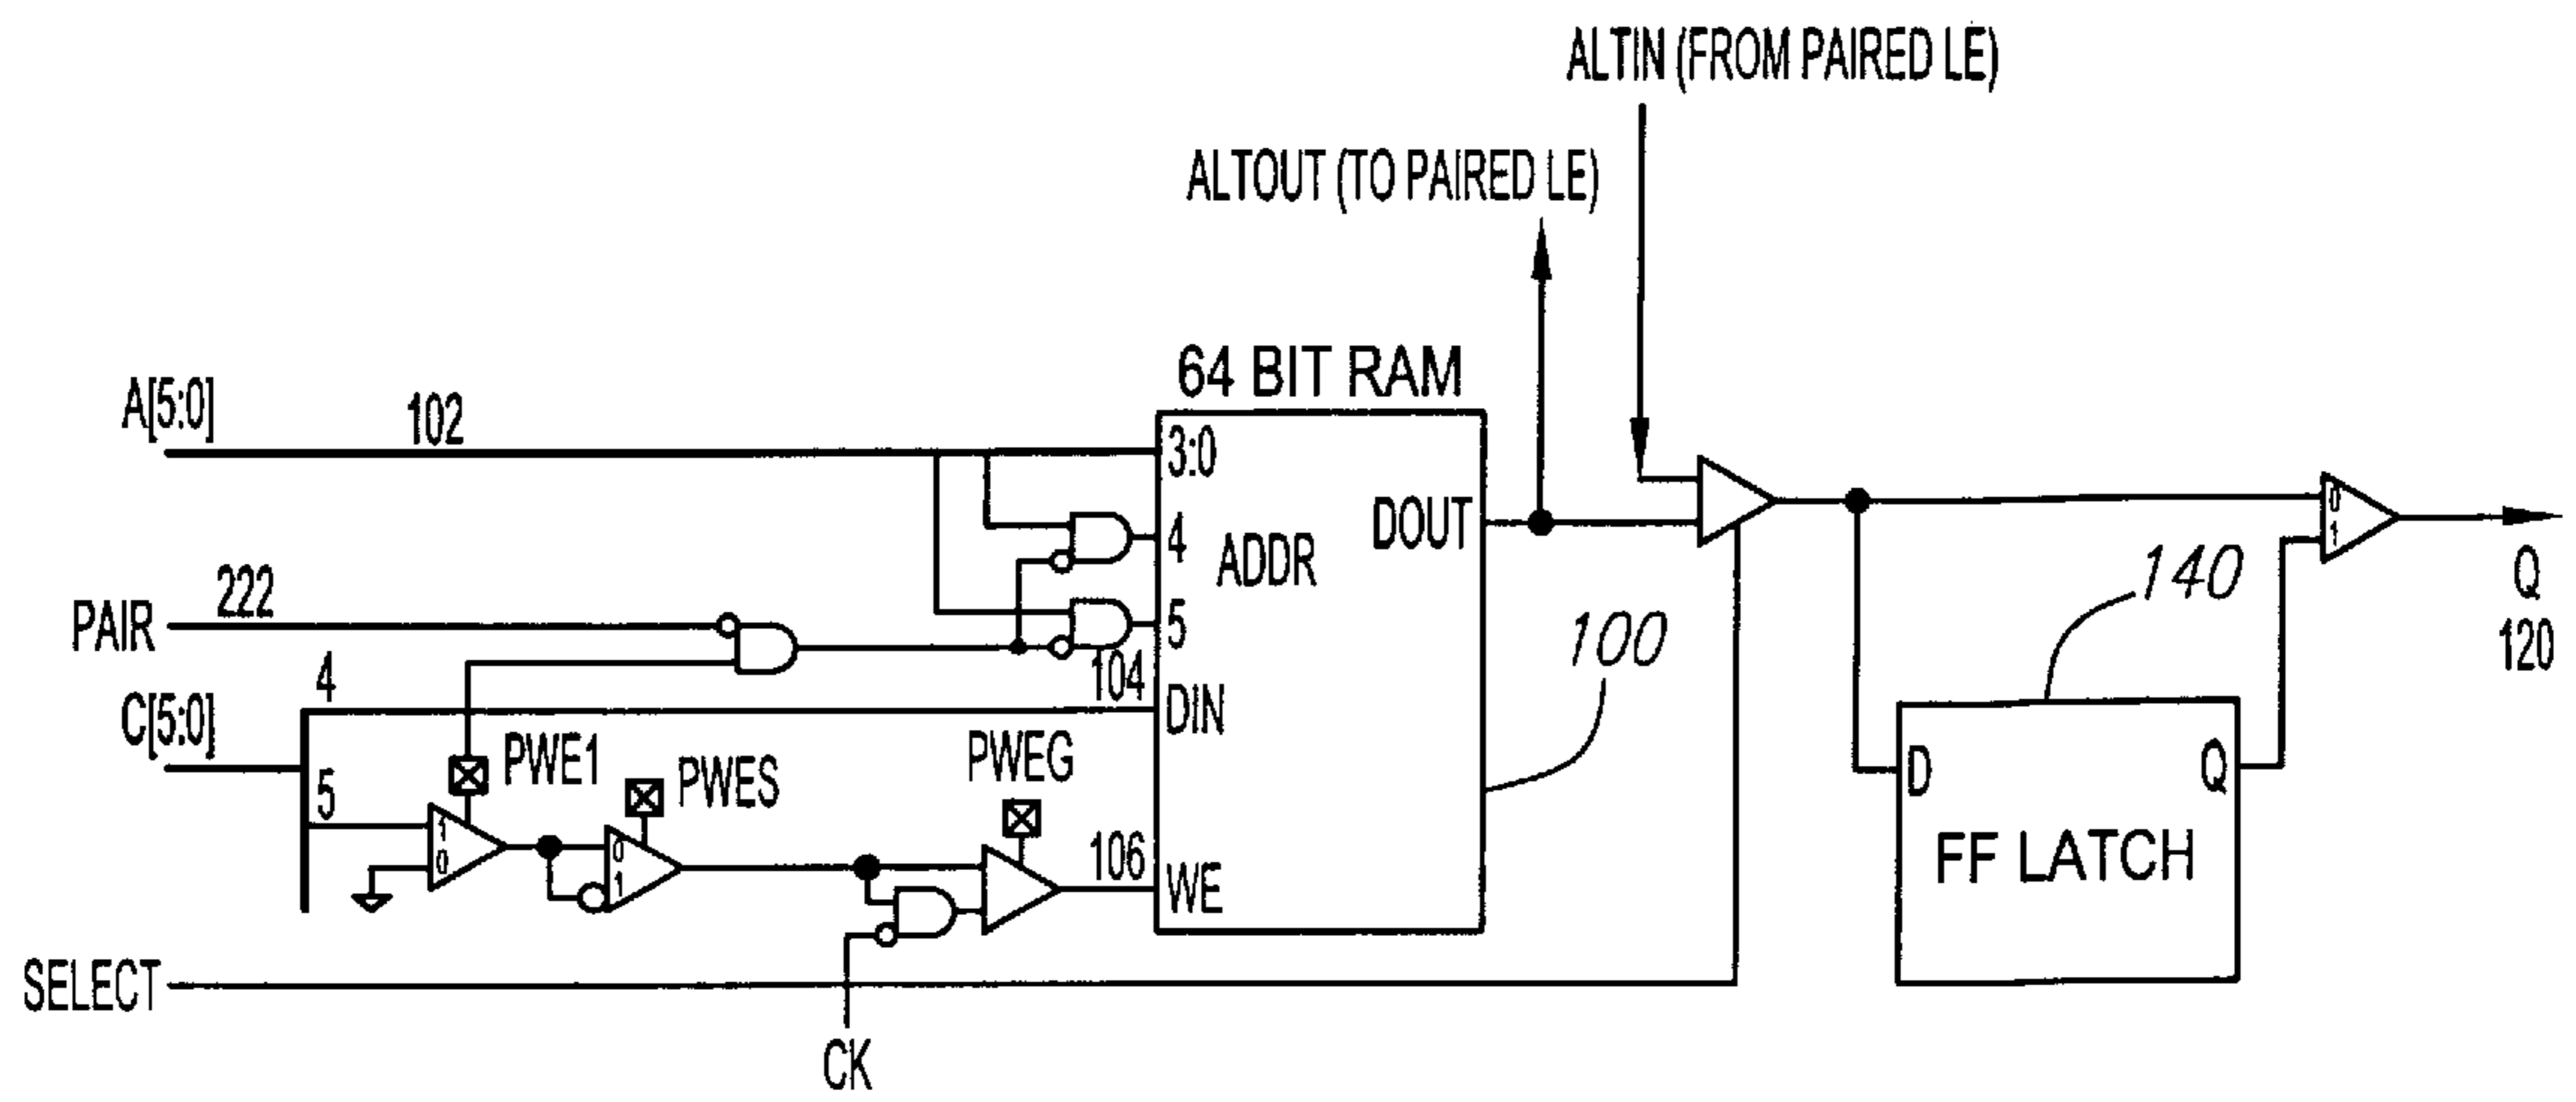 ALTIN (FROM PAIRED LE)
ALTOUT (TO PAIRED LE)
64 BIT RAM
A[5:0]
102
3:0
4
ADDR
DOUT
5
PAIR
222
104
DIN
C[5:0]
4
5
1
0
PWE1
0
1
PWES
PWEG
106
WE
100
SELECT
CK
0
1
Q
120
140
D
Q
FF LATCH